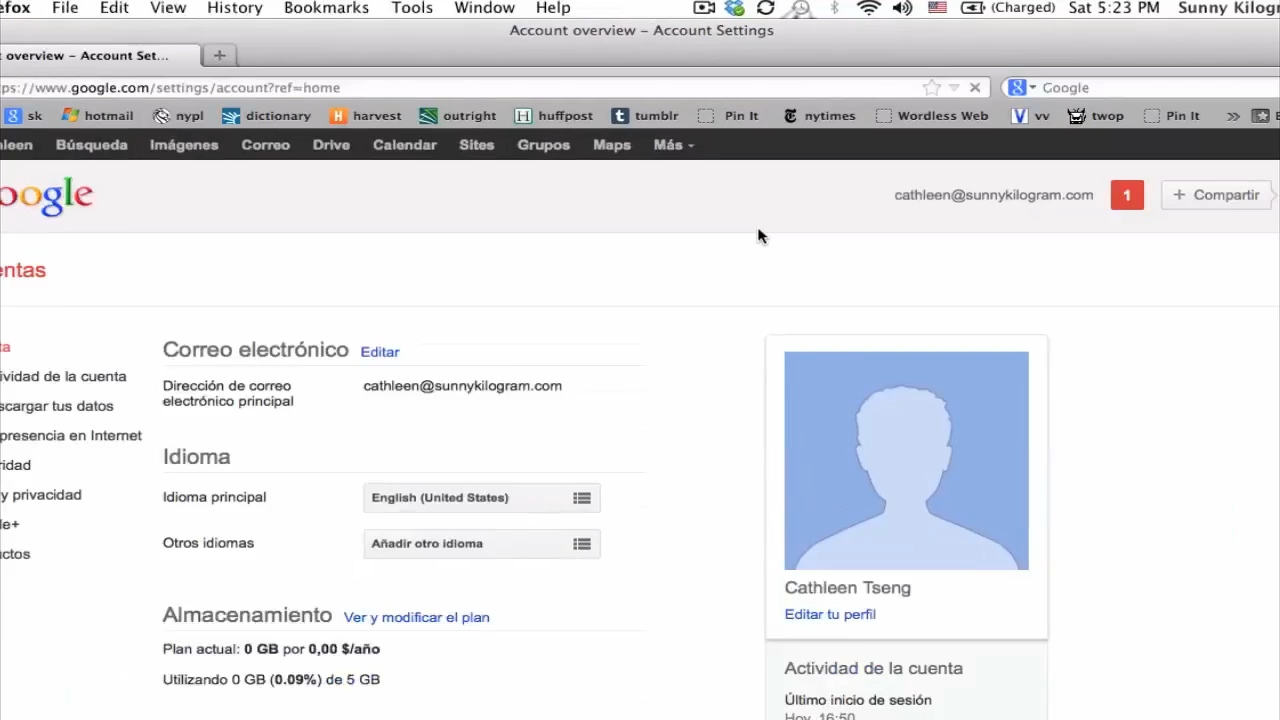 efox File Edit View History Bookmarks Tools Window Help (Charged) Sat 5:23 PM Sunny Kilogr
Account overview – Account Settings
overview – Account Set... +
ps://www.google.com/settings/account?ref=home Google
sk hotmail nypl dictionary harvest outright huffpost tumblr Pin It nytimes Wordless Web vv twop Pin It »
hleen Búsqueda Imágenes Correo Drive Calendar Sites Grupos Maps Más
oogle cathleen@sunnykilogram.com 1 + Compartir
entas
ta
ividad de la cuenta
scargar tus datos
presencia en Internet
ridad
y privacidad
le+
uctos
Correo electrónico Editar
Dirección de correo electrónico principal cathleen@sunnykilogram.com
Idioma
Idioma principal English (United States)
Otros idiomas Añadir otro idioma
Almacenamiento Ver y modificar el plan
Plan actual: 0 GB por 0,00 $/año
Utilizando 0 GB (0.09%) de 5 GB
Cathleen Tseng
Editar tu perfil
Actividad de la cuenta
Último inicio de sesión
Hoy, 16:50